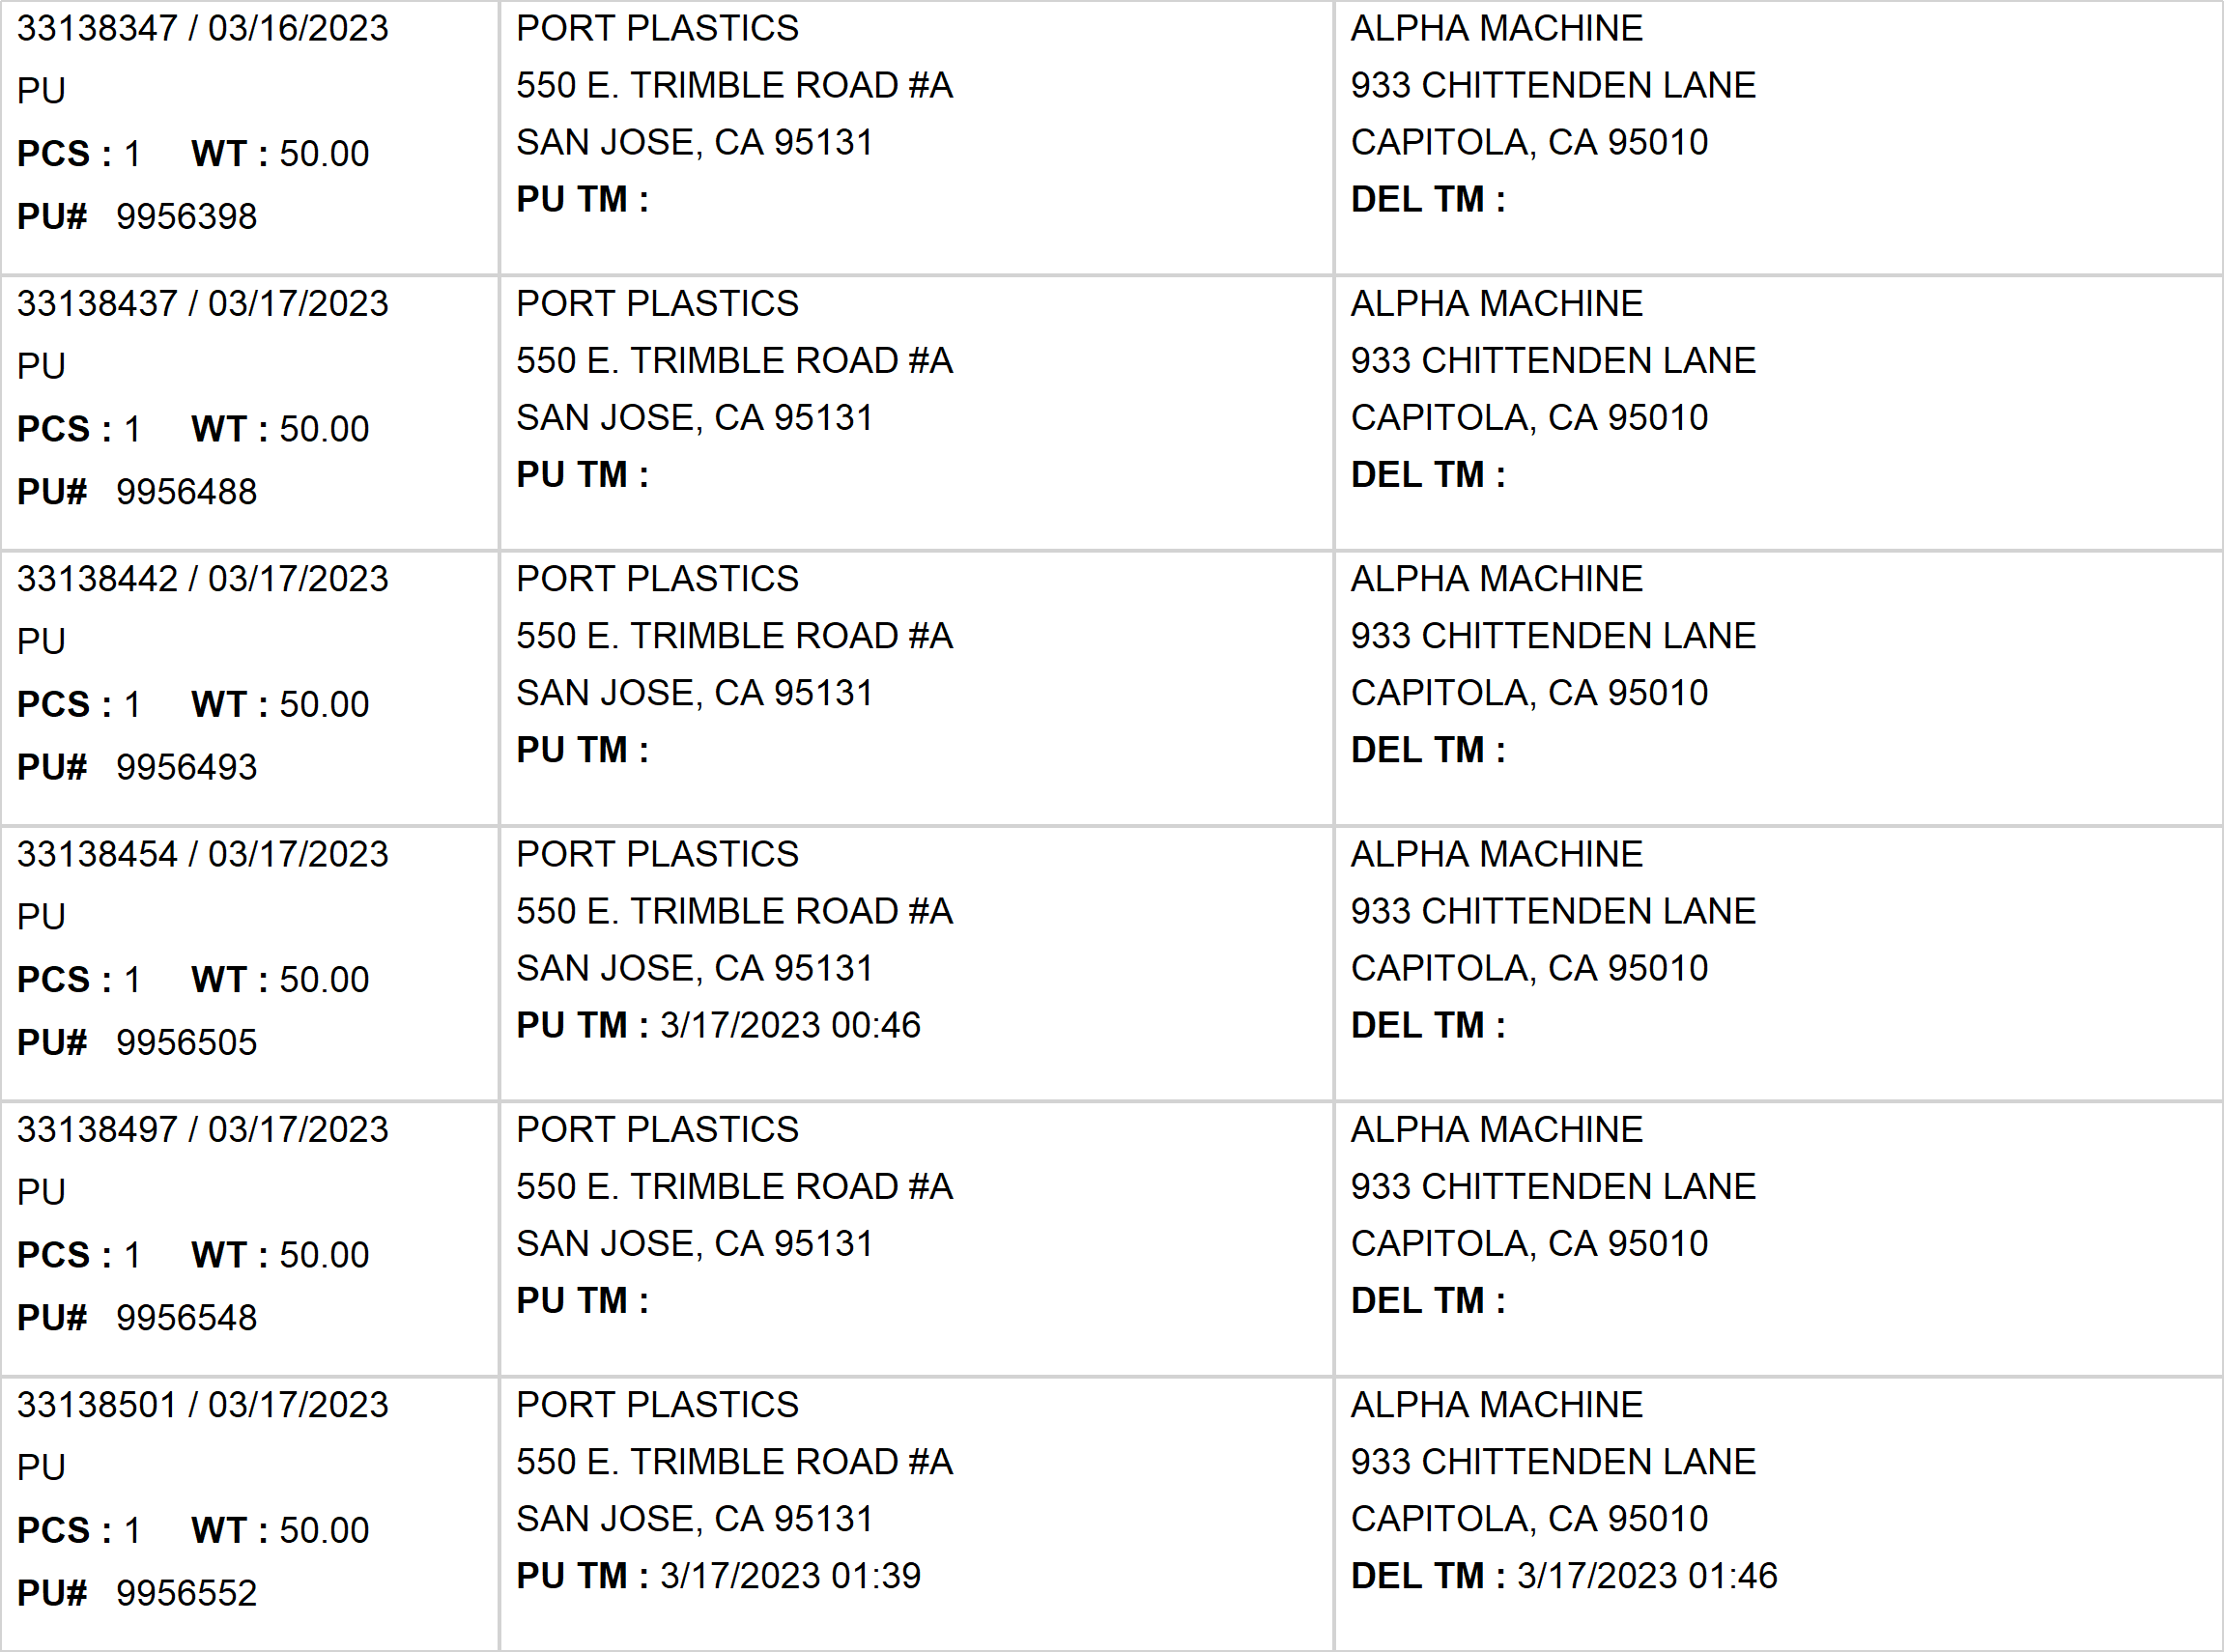 33138347 / 03/16/2023
PU
PCS : 1 WT : 50.00
PU# 9956398
PORT PLASTICS
550 E. TRIMBLE ROAD #A
SAN JOSE, CA 95131
PU TM :
ALPHA MACHINE
933 CHITTENDEN LANE
CAPITOLA, CA 95010
DEL TM :
33138437 / 03/17/2023
PU
PCS : 1 WT : 50.00
PU# 9956488
PORT PLASTICS
550 E. TRIMBLE ROAD #A
SAN JOSE, CA 95131
PU TM :
ALPHA MACHINE
933 CHITTENDEN LANE
CAPITOLA, CA 95010
DEL TM :
33138442 / 03/17/2023
PU
PCS : 1 WT : 50.00
PU# 9956493
PORT PLASTICS
550 E. TRIMBLE ROAD #A
SAN JOSE, CA 95131
PU TM :
ALPHA MACHINE
933 CHITTENDEN LANE
CAPITOLA, CA 95010
DEL TM :
33138454 / 03/17/2023
PU
PCS : 1 WT : 50.00
PU# 9956505
PORT PLASTICS
550 E. TRIMBLE ROAD #A
SAN JOSE, CA 95131
PU TM : 3/17/2023 00:46
ALPHA MACHINE
933 CHITTENDEN LANE
CAPITOLA, CA 95010
DEL TM :
33138497 / 03/17/2023
PU
PCS : 1 WT : 50.00
PU# 9956548
PORT PLASTICS
550 E. TRIMBLE ROAD #A
SAN JOSE, CA 95131
PU TM :
ALPHA MACHINE
933 CHITTENDEN LANE
CAPITOLA, CA 95010
DEL TM :
33138501 / 03/17/2023
PU
PCS : 1 WT : 50.00
PU# 9956552
PORT PLASTICS
550 E. TRIMBLE ROAD #A
SAN JOSE, CA 95131
PU TM : 3/17/2023 01:39
ALPHA MACHINE
933 CHITTENDEN LANE
CAPITOLA, CA 95010
DEL TM : 3/17/2023 01:46